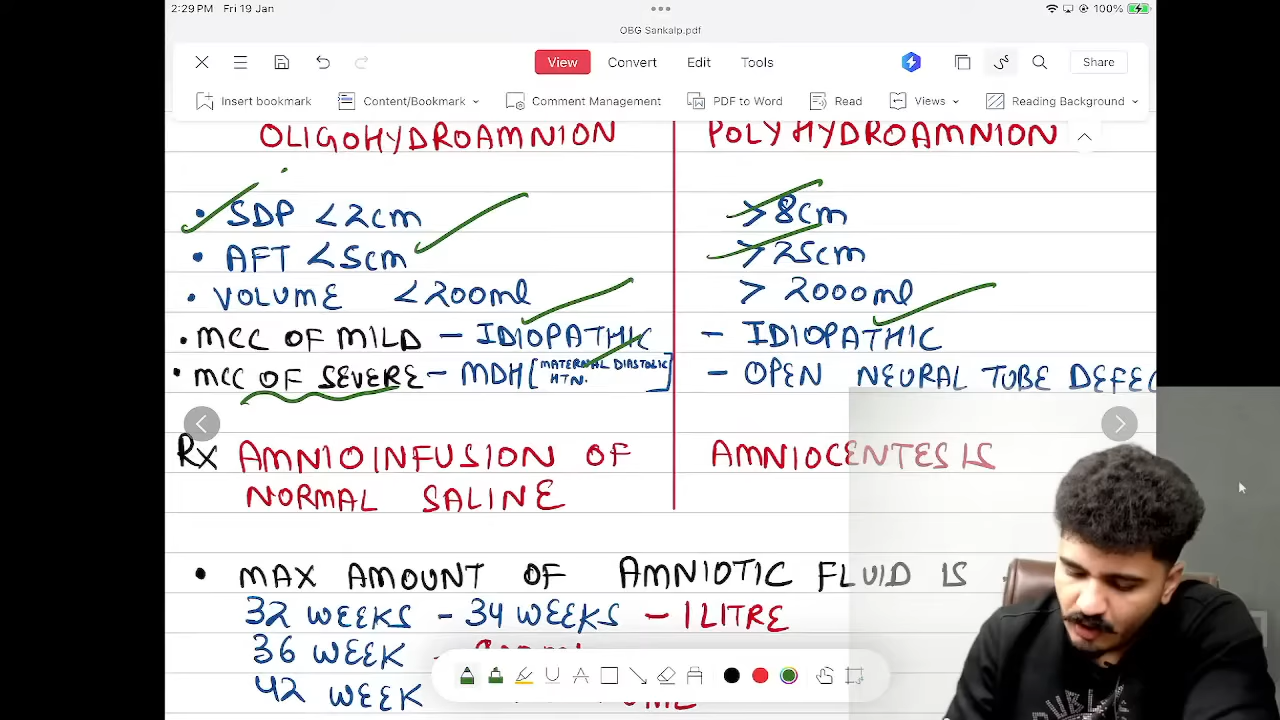 2:29 PM Fri 19 Jan
100%
OBG Sankalp.pdf
View Convert Edit Tools Share
Insert bookmark Content/Bookmark Comment Management PDF to Word Read Views Reading Background
OLIGOHYDROAMNION POLYHYDROAMNION
• SDP <2cm >8cm
• AFT <5cm >25cm
• VOLUME <200ml > 2000ml
• MCC OF MILD - IDIOPATHIC - IDIOPATHIC
• MCC OF SEVERE - MDH [MATERNAL DIASTOLIC HTN.] - OPEN NEURAL TUBE DEFEC
Rx AMNIOINFUSION OF AMNIOCENTESIS
NORMAL SALINE
• MAX AMOUNT OF AMNIOTIC FLUID IS
32 WEEKS - 34 WEEKS - 1 LITRE
36 WEEK
42 WEEK